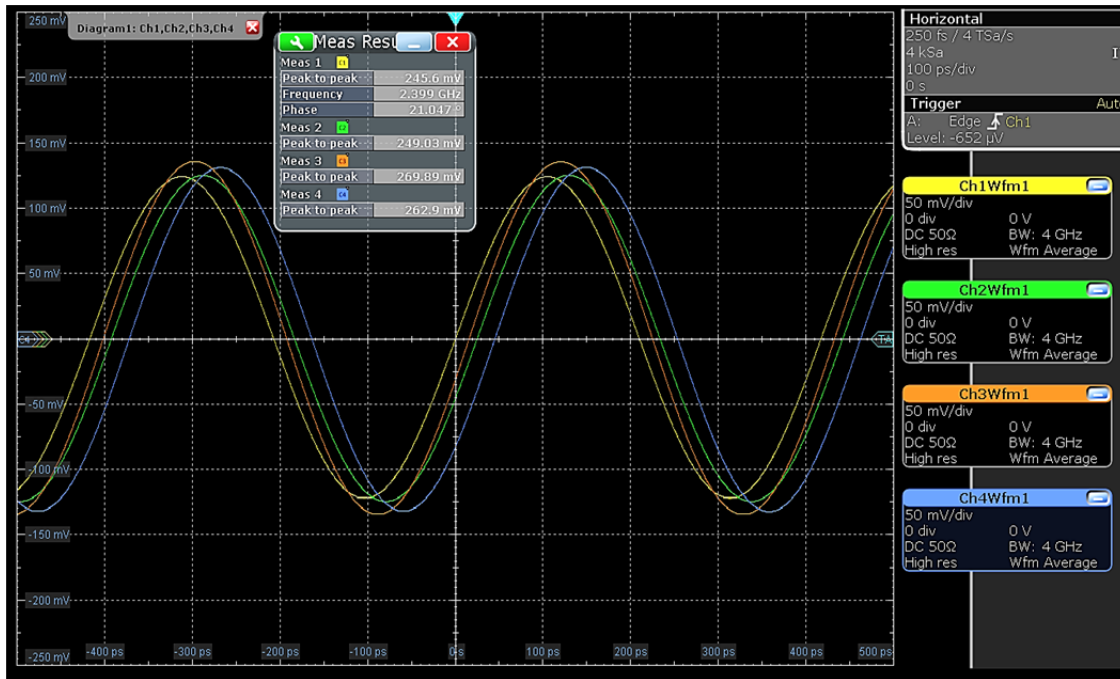 Diagram1: Ch1,Ch2,Ch3,Ch4
250 mV
200 mV
150 mV
100 mV
50 mV
-50 mV
-100 mV
-150 mV
-200 mV
-250 mV
-400 ps
-300 ps
-200 ps
-100 ps
0 s
100 ps
200 ps
300 ps
400 ps
500 ps
C4
TA
Meas Resu
Meas 1 C1
Peak to peak 245.6 mV
Frequency 2.399 GHz
Phase 21.047 °
Meas 2 C2
Peak to peak 249.03 mV
Meas 3 C3
Peak to peak 269.89 mV
Meas 4 C4
Peak to peak 262.9 mV
Horizontal
250 fs / 4 TSa/s
4 kSa
100 ps/div
0 s
Trigger Auto
A: Edge Ch1
Level: -652 µV
Ch1Wfm1
50 mV/div
0 div 0 V
DC 50Ω BW: 4 GHz
High res Wfm Average
Ch2Wfm1
50 mV/div
0 div 0 V
DC 50Ω BW: 4 GHz
High res Wfm Average
Ch3Wfm1
50 mV/div
0 div 0 V
DC 50Ω BW: 4 GHz
High res Wfm Average
Ch4Wfm1
50 mV/div
0 div 0 V
DC 50Ω BW: 4 GHz
High res Wfm Average